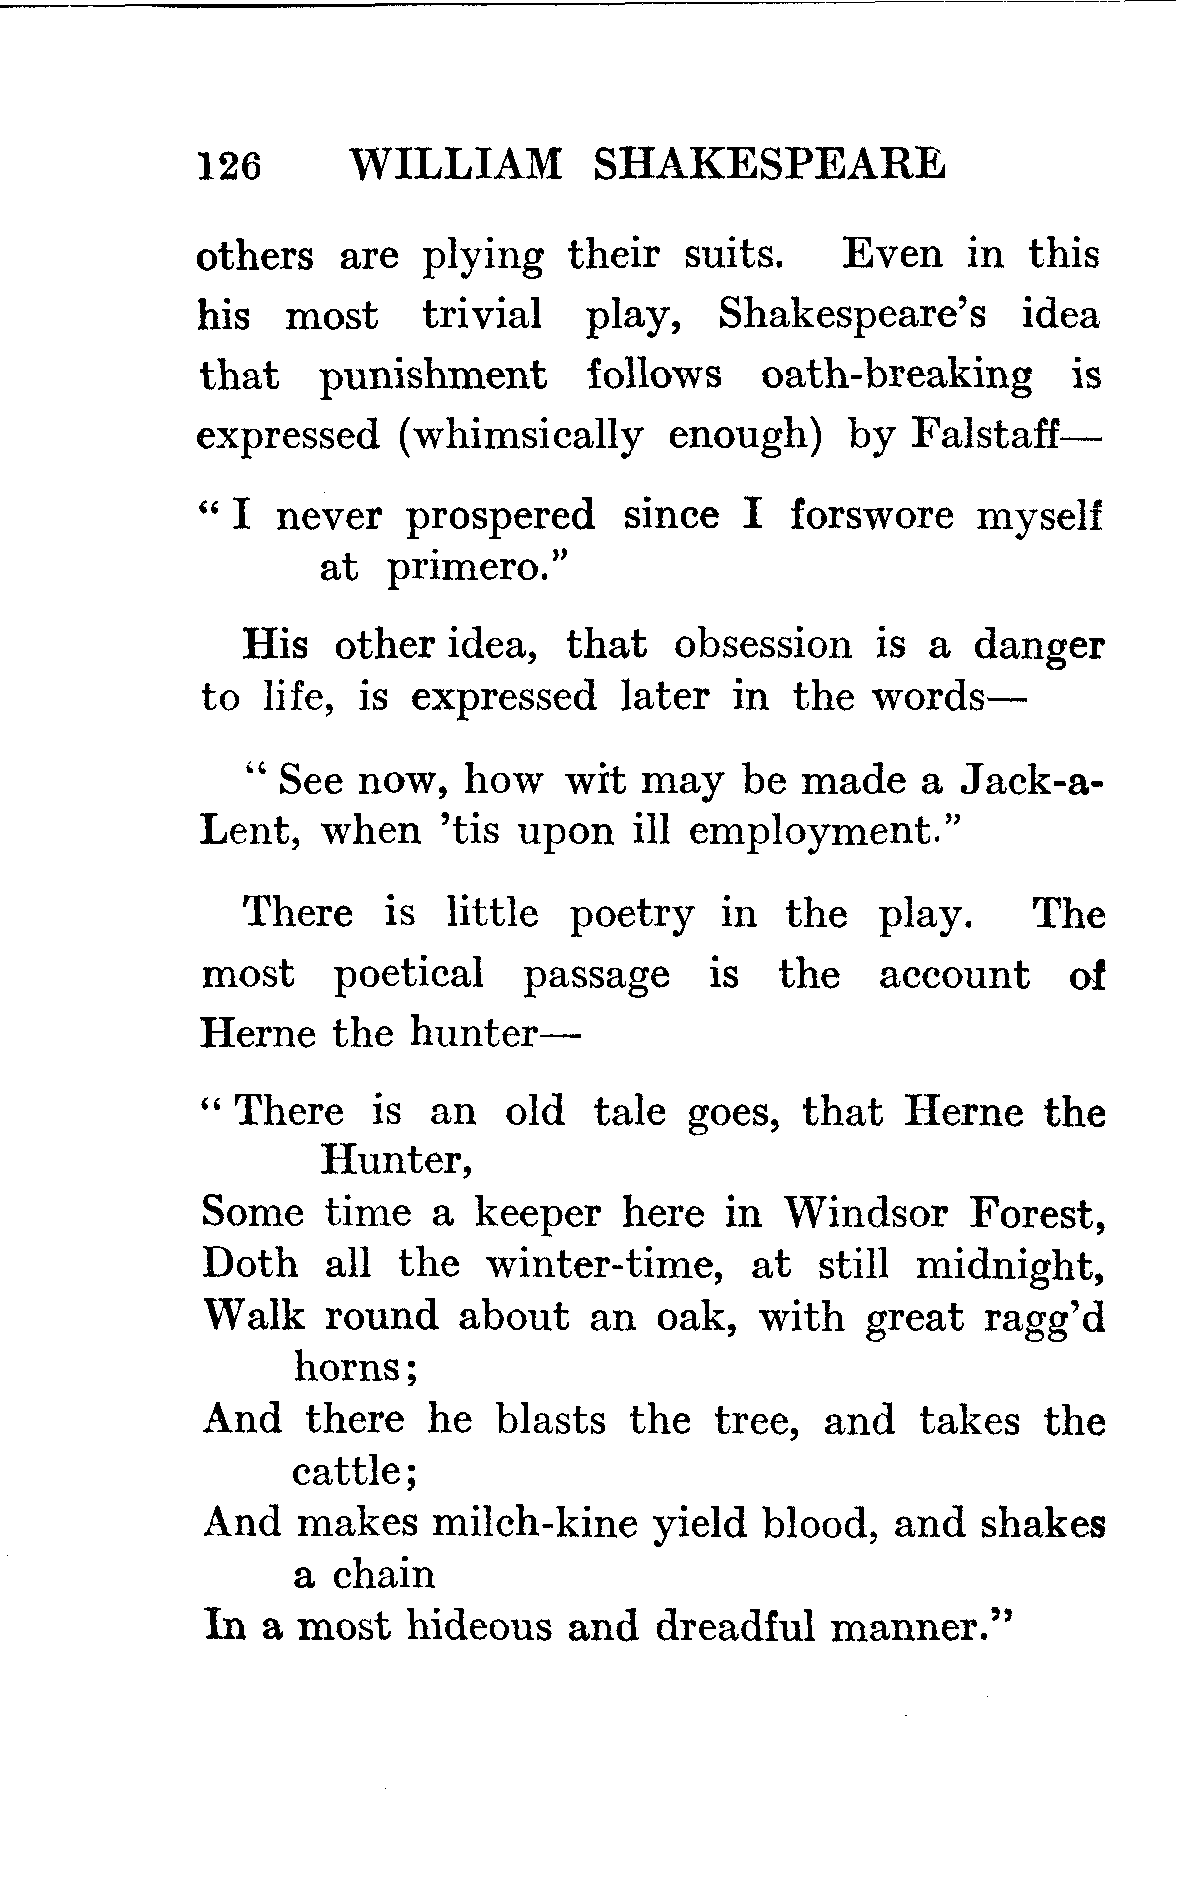 126 WILLIAM SHAKESPEARE
others are plying their suits. Even in this
his most trivial play, Shakespeare's idea
that punishment follows oath-breaking is
expressed (whimsically enough) by Falstaff—
"I never prospered since I forswore myself
at primero."
His other idea, that obsession is a danger
to life, is expressed later in the words—
"See now, how wit may be made a Jack-a-
Lent, when 'tis upon ill employment."
There is little poetry in the play. The
most poetical passage is the account of
Herne the hunter—
"There is an old tale goes, that Herne the
Hunter,
Some time a keeper here in Windsor Forest,
Doth all the winter-time, at still midnight,
Walk round about an oak, with great ragg'd
horns;
And there he blasts the tree, and takes the
cattle;
And makes milch-kine yield blood, and shakes
a chain
In a most hideous and dreadful manner."